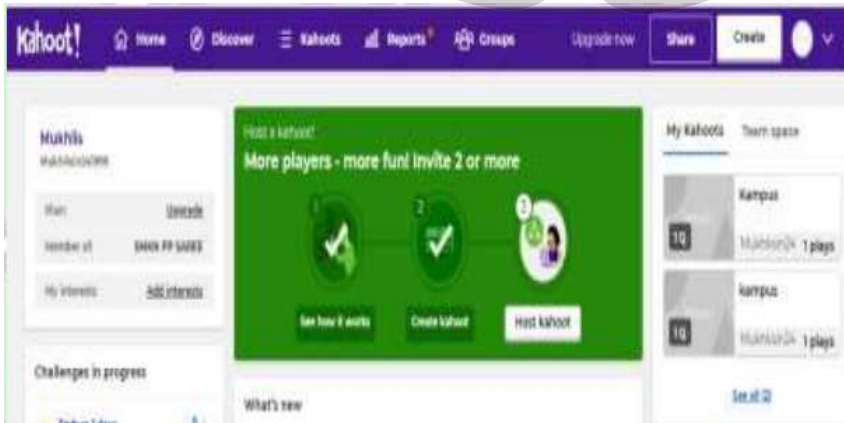 Kahoot! Home Discover Kahoots Reports Groups Upgrade now Share Create
Mukhlis
Plan Upgrade
Member of SMAN PP
My interests Add interests
Challenges in progress
Host a kahoot!
More players - more fun! Invite 2 or more
1 2 3
See how it works Create kahoot Host kahoot
What's new
My Kahoots Team space
Kampus
1Q 1 plays
kampus
1Q 1 plays
See all (2)